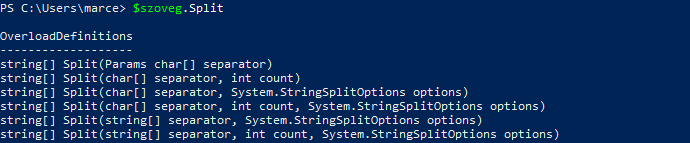 PS C:\Users\marce> $szoveg.Split
OverloadDefinitions
-------------------
string[] Split(Params char[] separator)
string[] Split(char[] separator, int count)
string[] Split(char[] separator, System.StringSplitOptions options)
string[] Split(char[] separator, int count, System.StringSplitOptions options)
string[] Split(string[] separator, System.StringSplitOptions options)
string[] Split(string[] separator, int count, System.StringSplitOptions options)